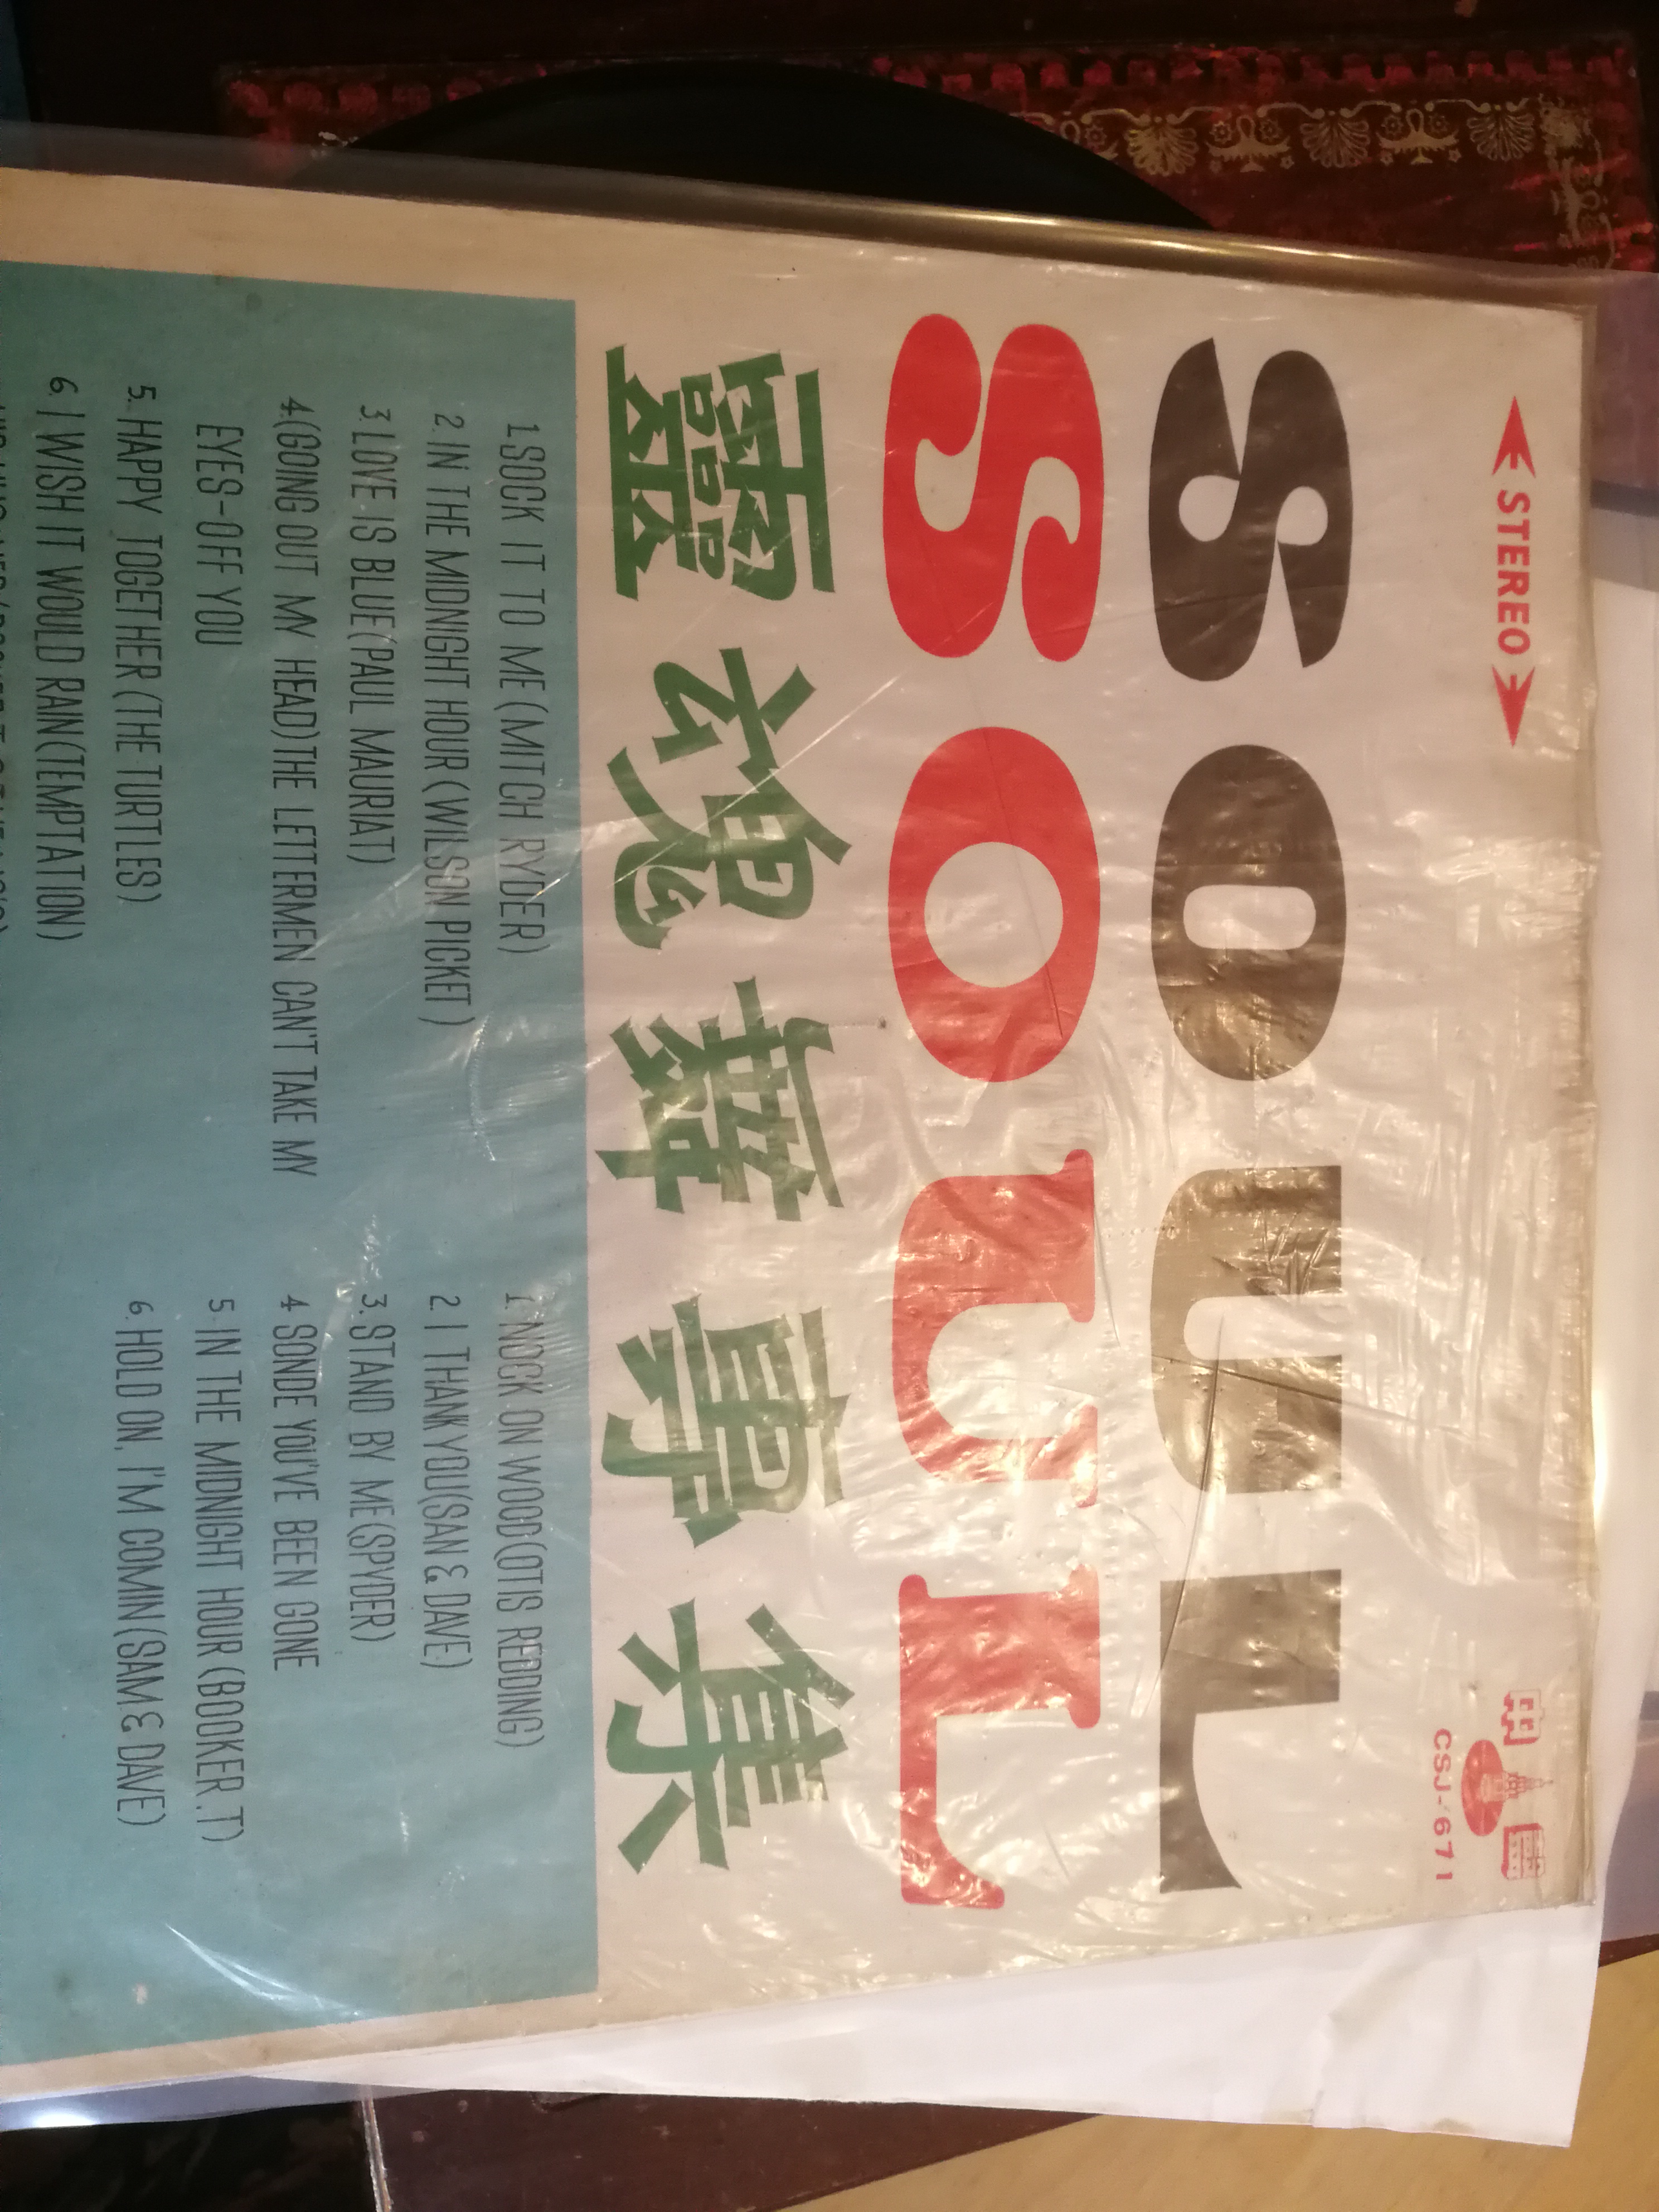 STEREO
CSJ-671
SOUL
SOUL
靈魂舞專集
1.SOCK IT TO ME (MITCH RYDER)
2. IN THE MIDNIGHT HOUR (WILSON PICKET)
3.LOVE IS BLUE(PAUL MAURIAT)
4.(GOING OUT MY HEAD)THE LETTERMEN CAN'T TAKE MY
EYES-OFF YOU
5. HAPPY TOGETHER (THE TURTLES)
6. I WISH IT WOULD RAIN(TEMPTATION)
1. NOCK ON WOOD(OTIS REDDING)
2. I THANK YOU(SAN & DAVE)
3. STAND BY ME(SPYDER)
4 SONDE YOU'VE BEEN GONE
5. IN THE MIDNIGHT HOUR (BOOKER.T)
6. HOLD ON, I'M COMIN (SAM & DAVE)